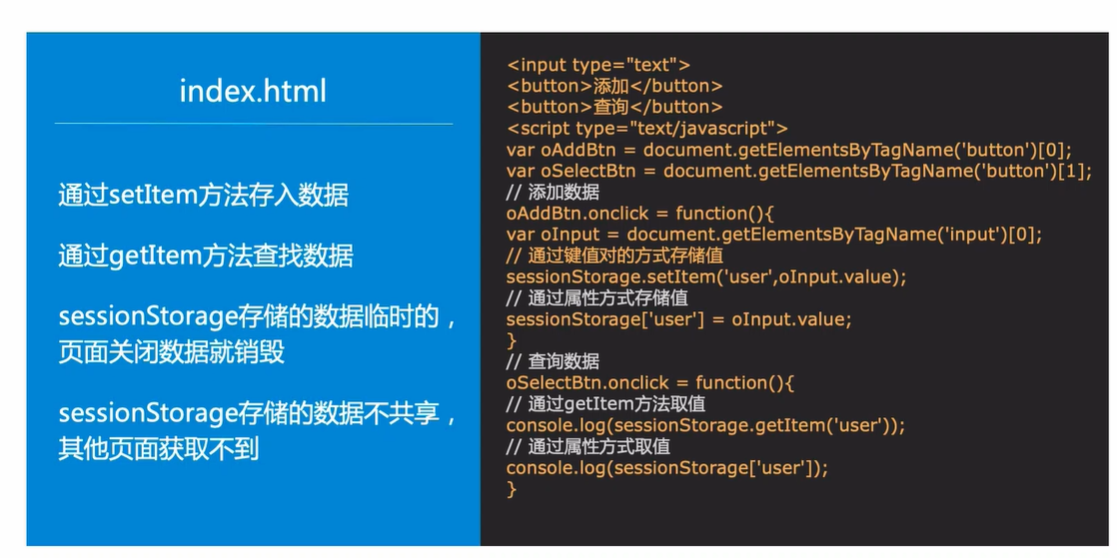 index.html
通过setItem方法存入数据
通过getItem方法查找数据
sessionStorage存储的数据临时的，
页面关闭数据就销毁
sessionStorage存储的数据不共享，
其他页面获取不到
<input type="text">
<button>添加</button>
<button>查询</button>
<script type="text/javascript">
var oAddBtn = document.getElementsByTagName('button')[0];
var oSelectBtn = document.getElementsByTagName('button')[1];
// 添加数据
oAddBtn.onclick = function(){
var oInput = document.getElementsByTagName('input')[0];
// 通过键值对的方式存储值
sessionStorage.setItem('user',oInput.value);
// 通过属性方式存储值
sessionStorage['user'] = oInput.value;
}
// 查询数据
oSelectBtn.onclick = function(){
// 通过getItem方法取值
console.log(sessionStorage.getItem('user'));
// 通过属性方式取值
console.log(sessionStorage['user']);
}